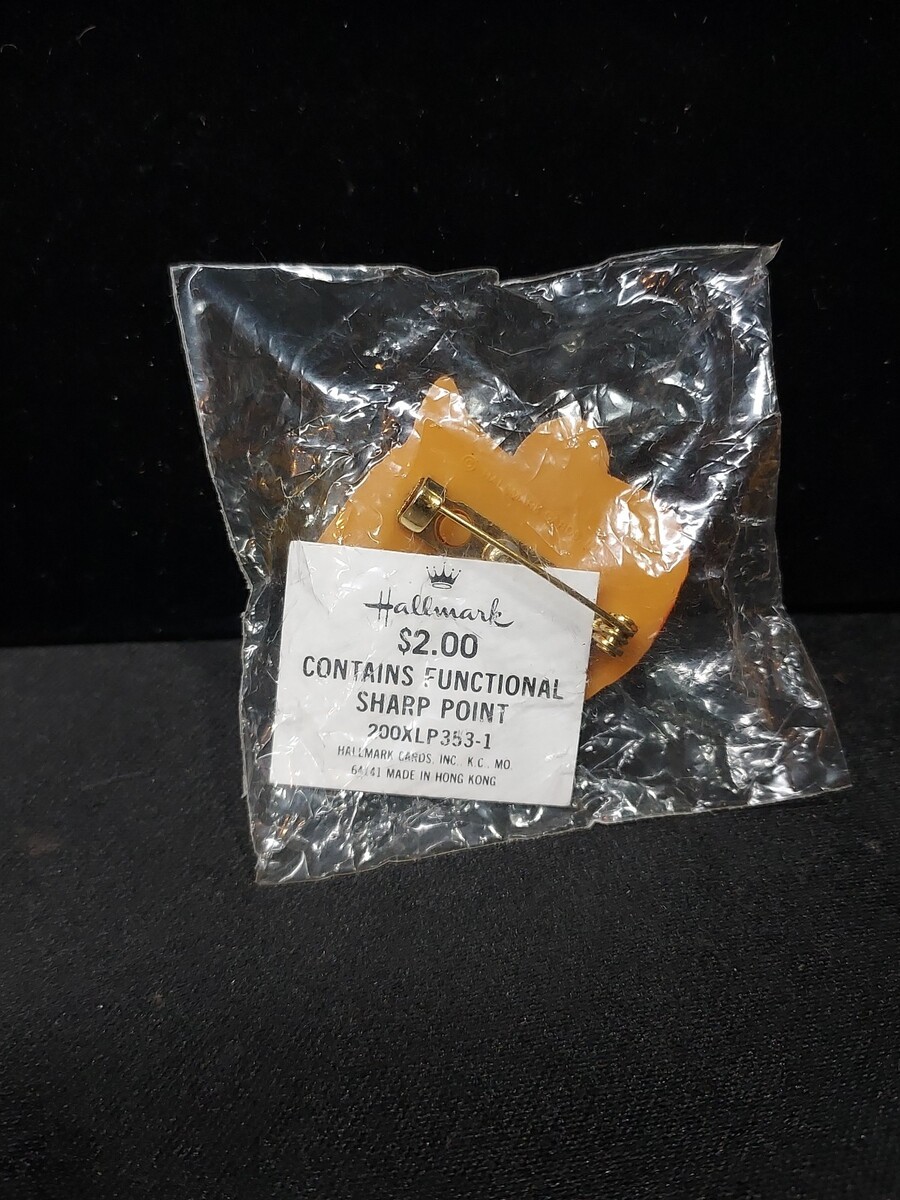 Hallmark
$2.00
CONTAINS FUNCTIONAL
SHARP POINT
200XLP353-1
HALLMARK CARDS, INC., K.C., MO.
64141 MADE IN HONG KONG
©